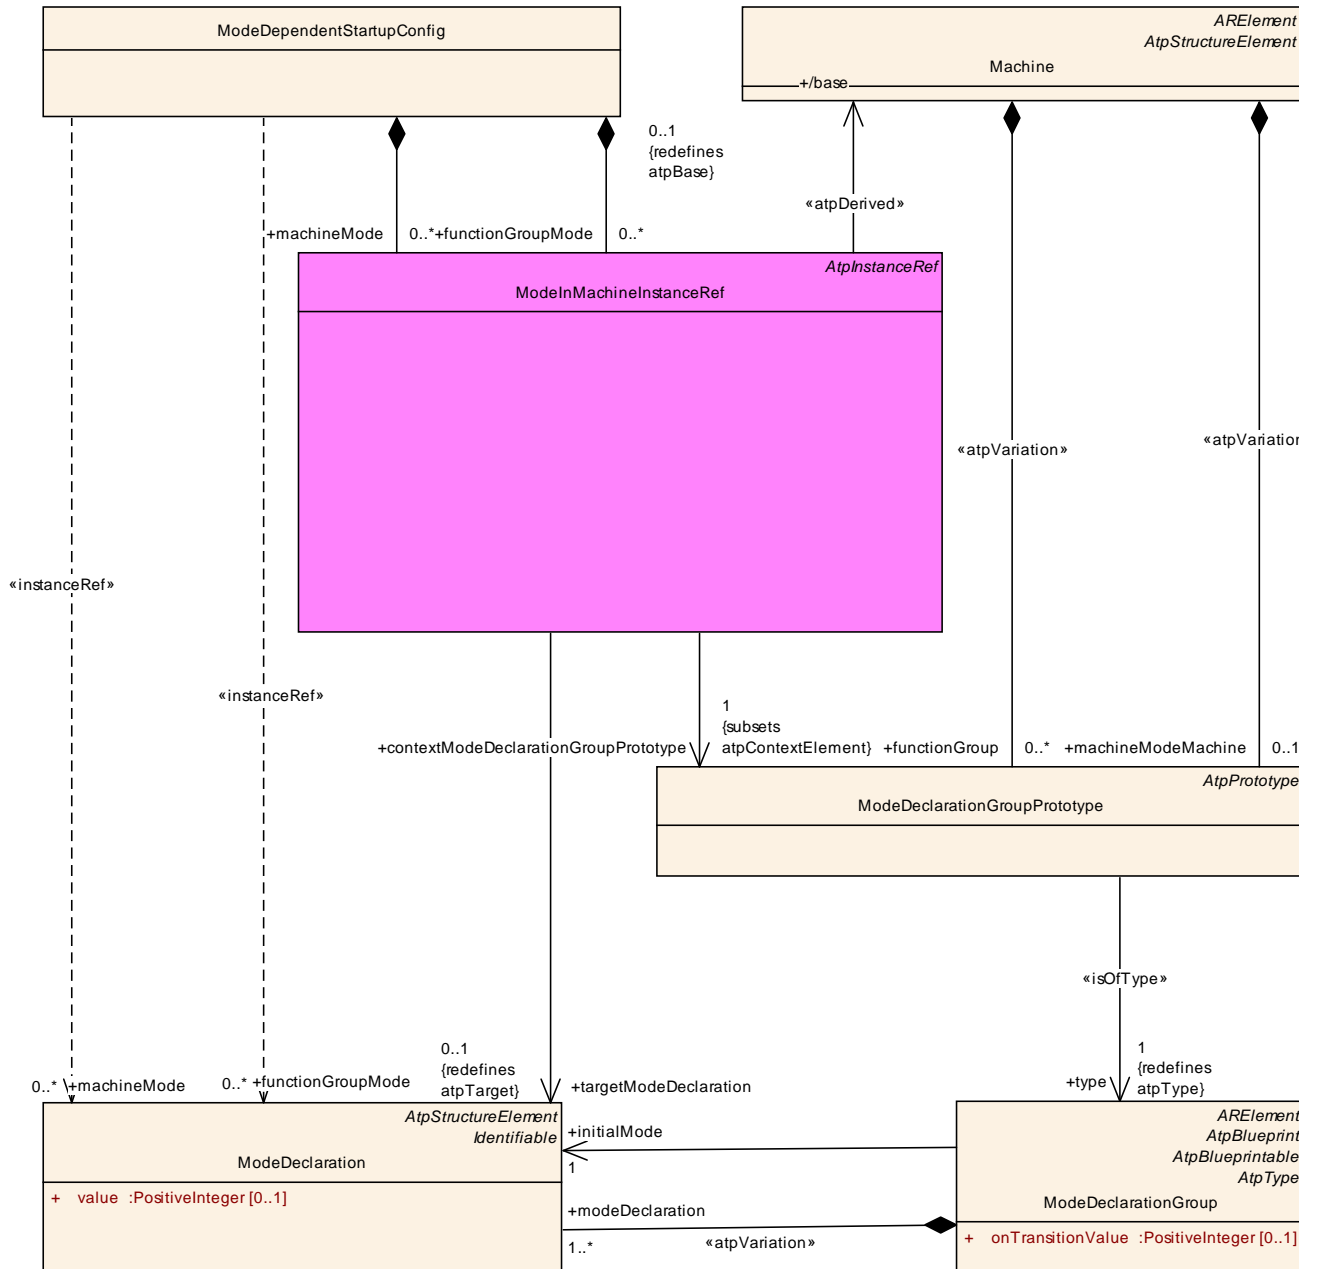 ModeDependentStartupConfig
ARElement
AtpStructureElement
Machine
+/base
0..1
{redefines
atpBase}
«atpDerived»
+machineMode
0..*
+functionGroupMode
0..*
AtpInstanceRef
ModeInMachineInstanceRef
«atpVariation»
«atpVariation
«instanceRef»
«instanceRef»
1
{subsets
atpContextElement}
+contextModeDeclarationGroupPrototype
+functionGroup
0..*
+machineModeMachine
0..1
AtpPrototype
ModeDeclarationGroupPrototype
«isOfType»
0..1
{redefines
atpTarget}
1
{redefines
atpType}
0..*
+machineMode
0..*
+functionGroupMode
+targetModeDeclaration
+type
AtpStructureElement
Identifiable
ModeDeclaration
+ value :PositiveInteger [0..1]
+initialMode
1
+modeDeclaration
1..*
«atpVariation»
ARElement
AtpBlueprint
AtpBlueprintable
AtpType
ModeDeclarationGroup
+ onTransitionValue :PositiveInteger [0..1]